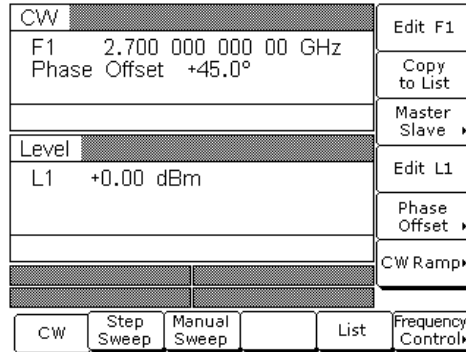 CW
F1 2.700 000 000 00 GHz
Phase Offset +45.0°
Level
L1 +0.00 dBm
Edit F1
Copy
to List
Master
Slave
Edit L1
Phase
Offset
CW Ramp
CW
Step
Sweep
Manual
Sweep
List
Frequency
Control